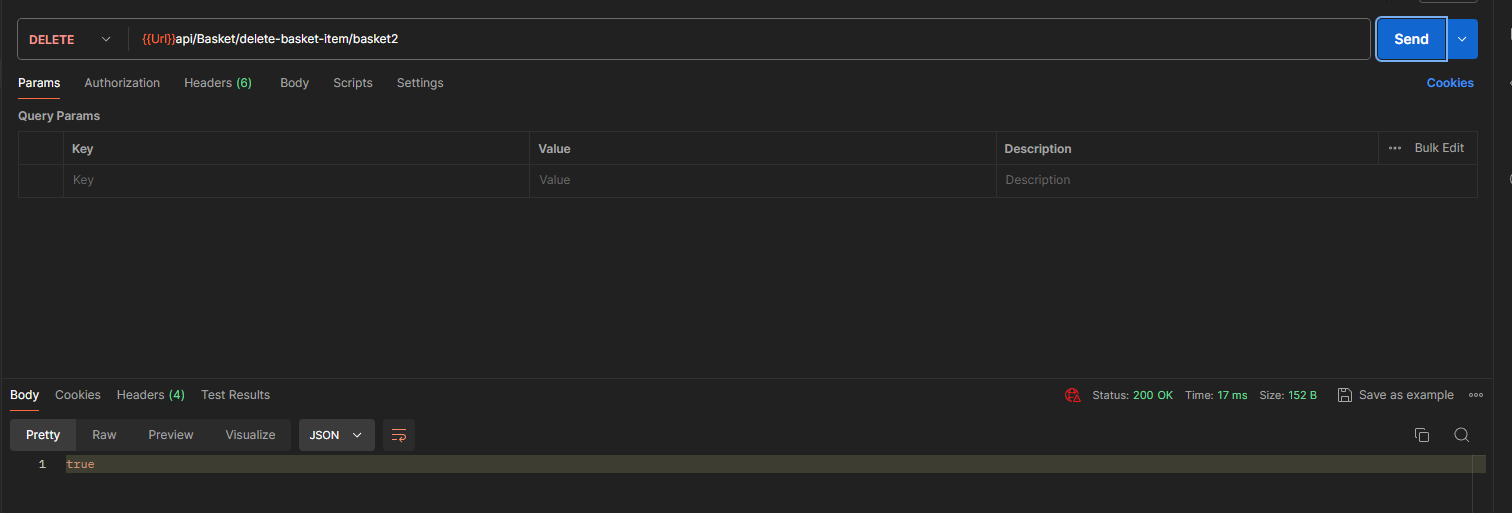 DELETE {{Url}}api/Basket/delete-basket-item/basket2 Send
Params Authorization Headers (6) Body Scripts Settings Cookies
Query Params
Key Value Description ••• Bulk Edit
Key Value Description
Body Cookies Headers (4) Test Results Status: 200 OK Time: 17 ms Size: 152 B Save as example
Pretty Raw Preview Visualize JSON
1 true